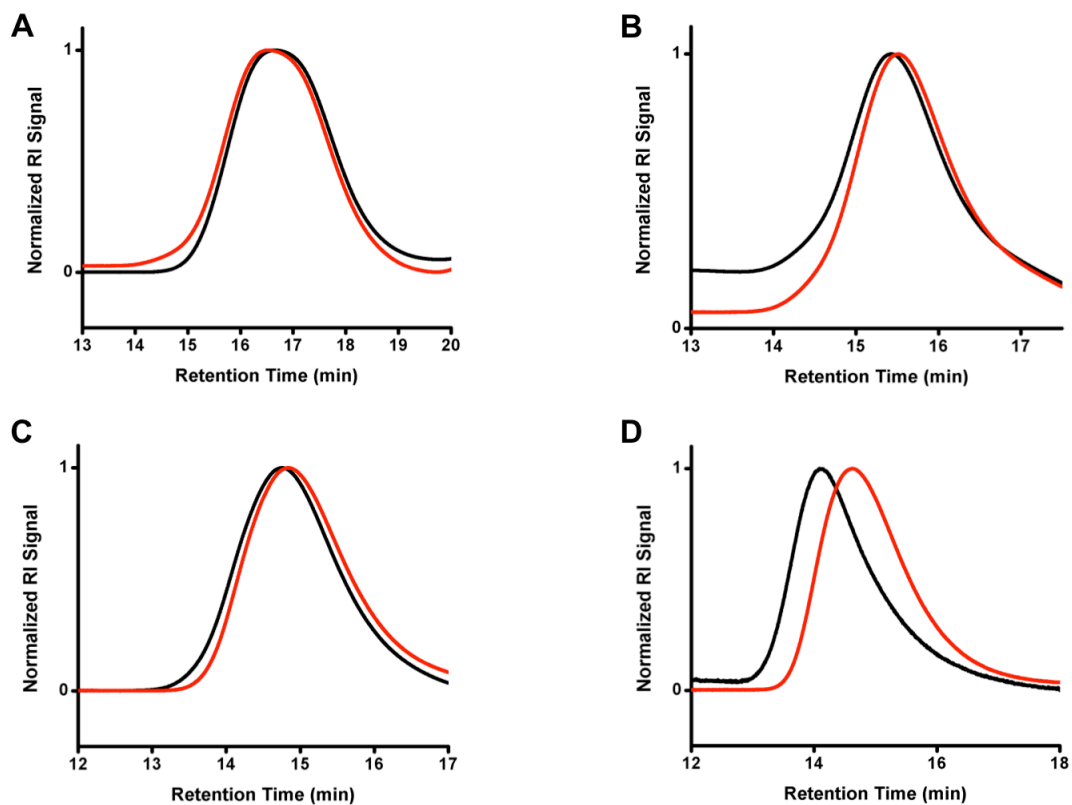 A
Normalized RI Signal
1
0
13 14 15 16 17 18 19 20
Retention Time (min)
B
Normalized RI Signal
1
0
13 14 15 16 17
Retention Time (min)
C
Normalized RI Signal
1
0
12 13 14 15 16 17
Retention Time (min)
D
Normalized RI Signal
1
0
12 14 16 18
Retention Time (min)